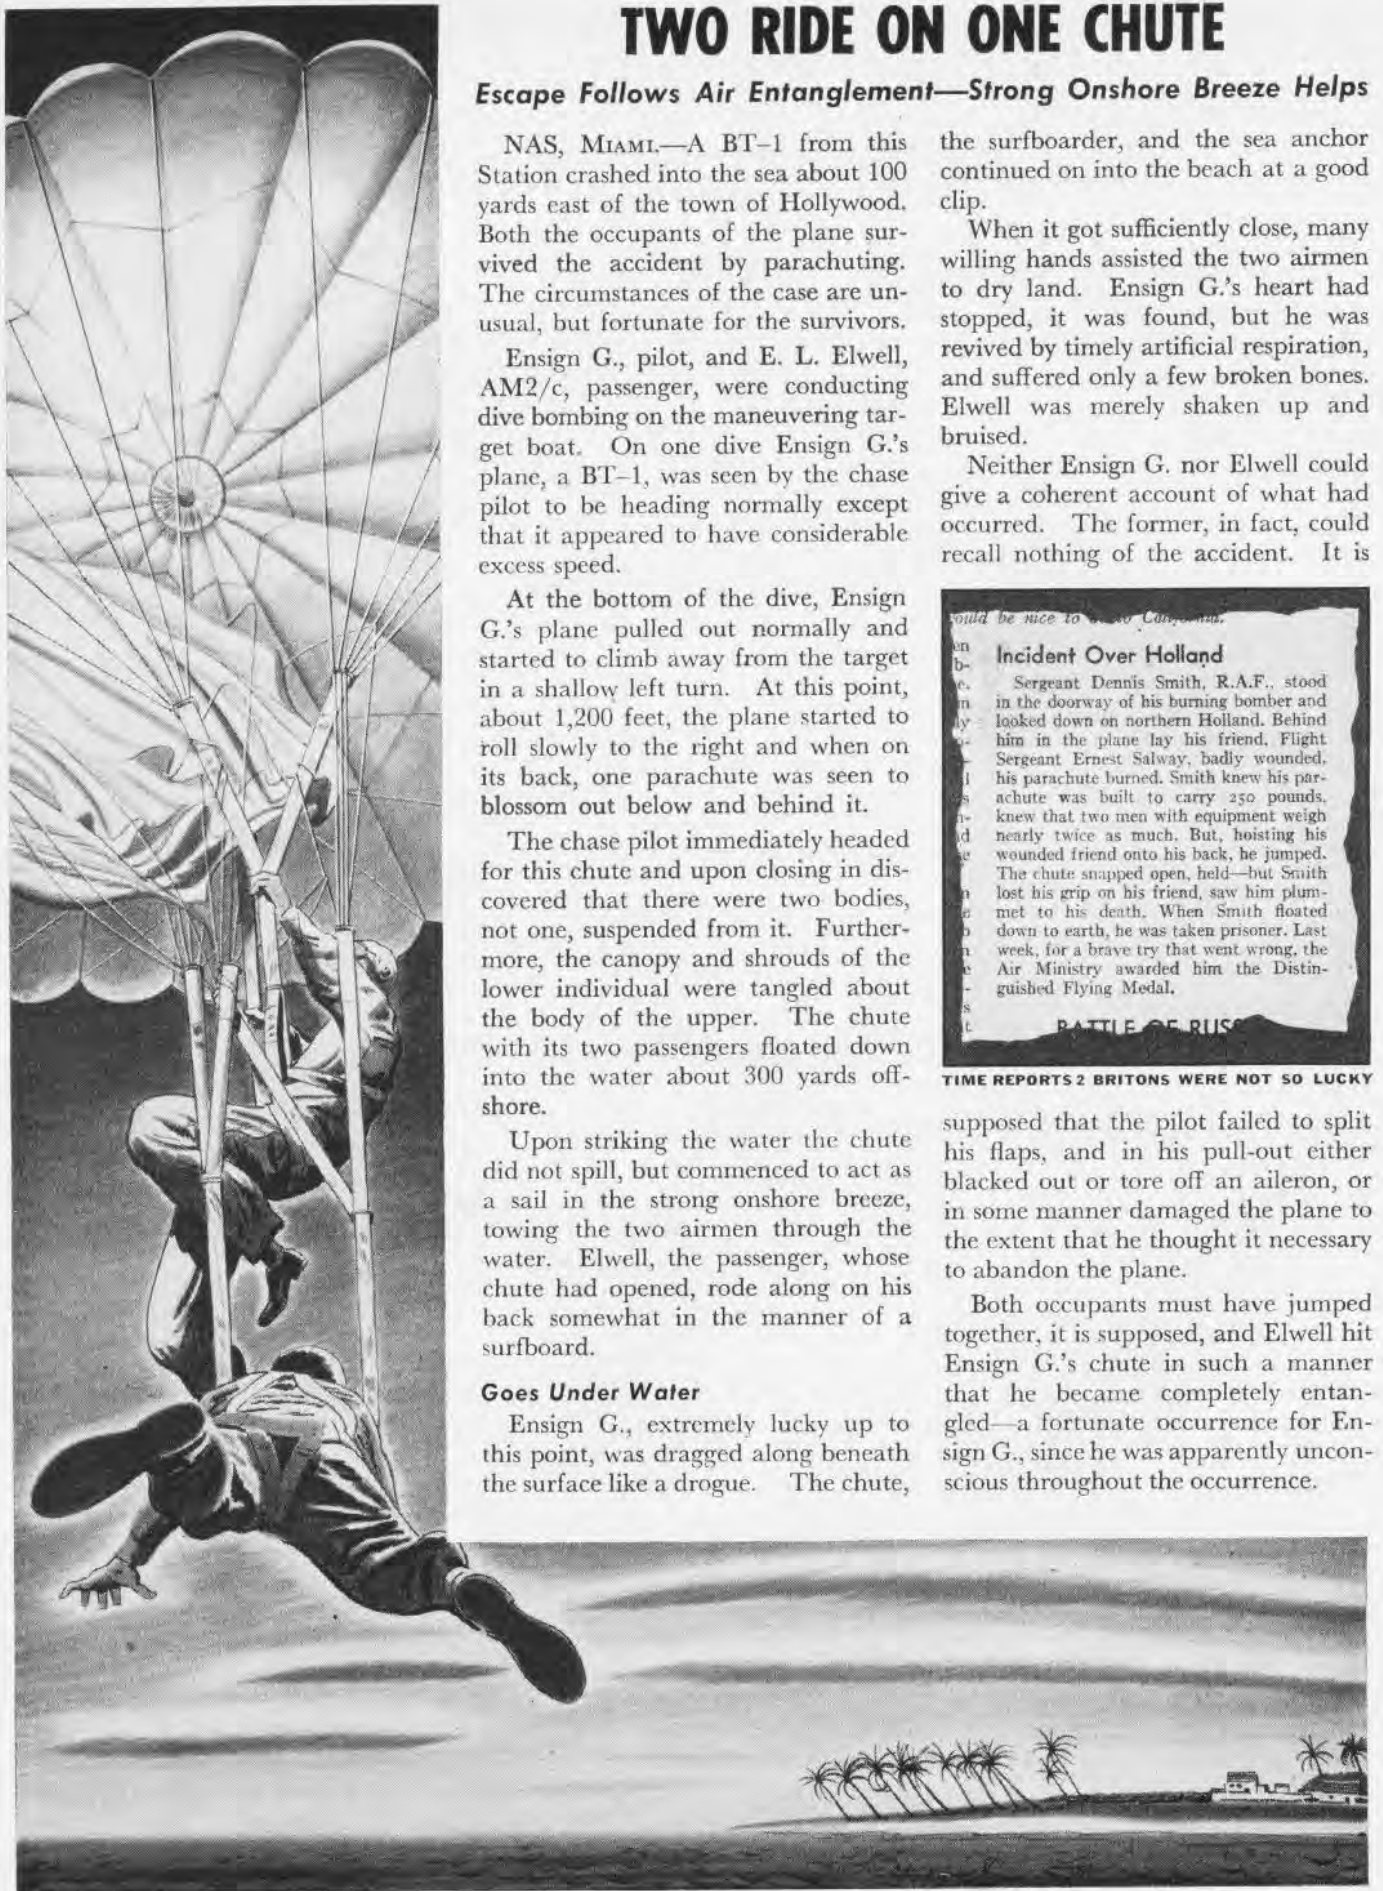 TWO RIDE ON ONE CHUTE
Escape Follows Air Entanglement—Strong Onshore Breeze Helps
NAS, MIAMI.—A BT-1 from this
Station crashed into the sea about 100
yards east of the town of Hollywood.
Both the occupants of the plane sur-
vived the accident by parachuting.
The circumstances of the case are un-
usual, but fortunate for the survivors.
Ensign G., pilot, and E. L. Elwell,
AM2/c, passenger, were conducting
dive bombing on the maneuvering tar-
get boat. On one dive Ensign G.'s
plane, a BT-1, was seen by the chase
pilot to be heading normally except
that it appeared to have considerable
excess speed.
At the bottom of the dive, Ensign
G.'s plane pulled out normally and
started to climb away from the target
in a shallow left turn. At this point,
about 1,200 feet, the plane started to
roll slowly to the right and when on
its back, one parachute was seen to
blossom out below and behind it.
The chase pilot immediately headed
for this chute and upon closing in dis-
covered that there were two bodies,
not one, suspended from it. Further-
more, the canopy and shrouds of the
lower individual were tangled about
the body of the upper. The chute
with its two passengers floated down
into the water about 300 yards off-
shore.
Upon striking the water the chute
did not spill, but commenced to act as
a sail in the strong onshore breeze,
towing the two airmen through the
water. Elwell, the passenger, whose
chute had opened, rode along on his
back somewhat in the manner of a
surfboard.
Goes Under Water
Ensign G., extremely lucky up to
this point, was dragged along beneath
the surface like a drogue. The chute,
the surfboarder, and the sea anchor
continued on into the beach at a good
clip.
When it got sufficiently close, many
willing hands assisted the two airmen
to dry land. Ensign G.'s heart had
stopped, it was found, but he was
revived by timely artificial respiration,
and suffered only a few broken bones.
Elwell was merely shaken up and
bruised.
Neither Ensign G. nor Elwell could
give a coherent account of what had
occurred. The former, in fact, could
recall nothing of the accident. It is
be nice to
Incident Over Holland
Sergeant Dennis Smith, R.A.F., stood
in the doorway of his burning bomber and
looked down on northern Holland. Behind
him in the plane lay his friend, Flight
Sergeant Ernest Salway, badly wounded,
his parachute burned. Smith knew his par-
achute was built to carry 250 pounds,
knew that two men with equipment weigh
nearly twice as much. But, hoisting his
wounded friend onto his back, he jumped.
The chute snapped open, held—but Smith
lost his grip on his friend, saw him plum-
met to his death. When Smith floated
down to earth, he was taken prisoner. Last
week, for a brave try that went wrong, the
Air Ministry awarded him the Distin-
guished Flying Medal.
BATTLE OF RUSS
TIME REPORTS 2 BRITONS WERE NOT SO LUCKY
supposed that the pilot failed to split
his flaps, and in his pull-out either
blacked out or tore off an aileron, or
in some manner damaged the plane to
the extent that he thought it necessary
to abandon the plane.
Both occupants must have jumped
together, it is supposed, and Elwell hit
Ensign G.'s chute in such a manner
that he became completely entan-
gled—a fortunate occurrence for En-
sign G., since he was apparently uncon-
scious throughout the occurrence.